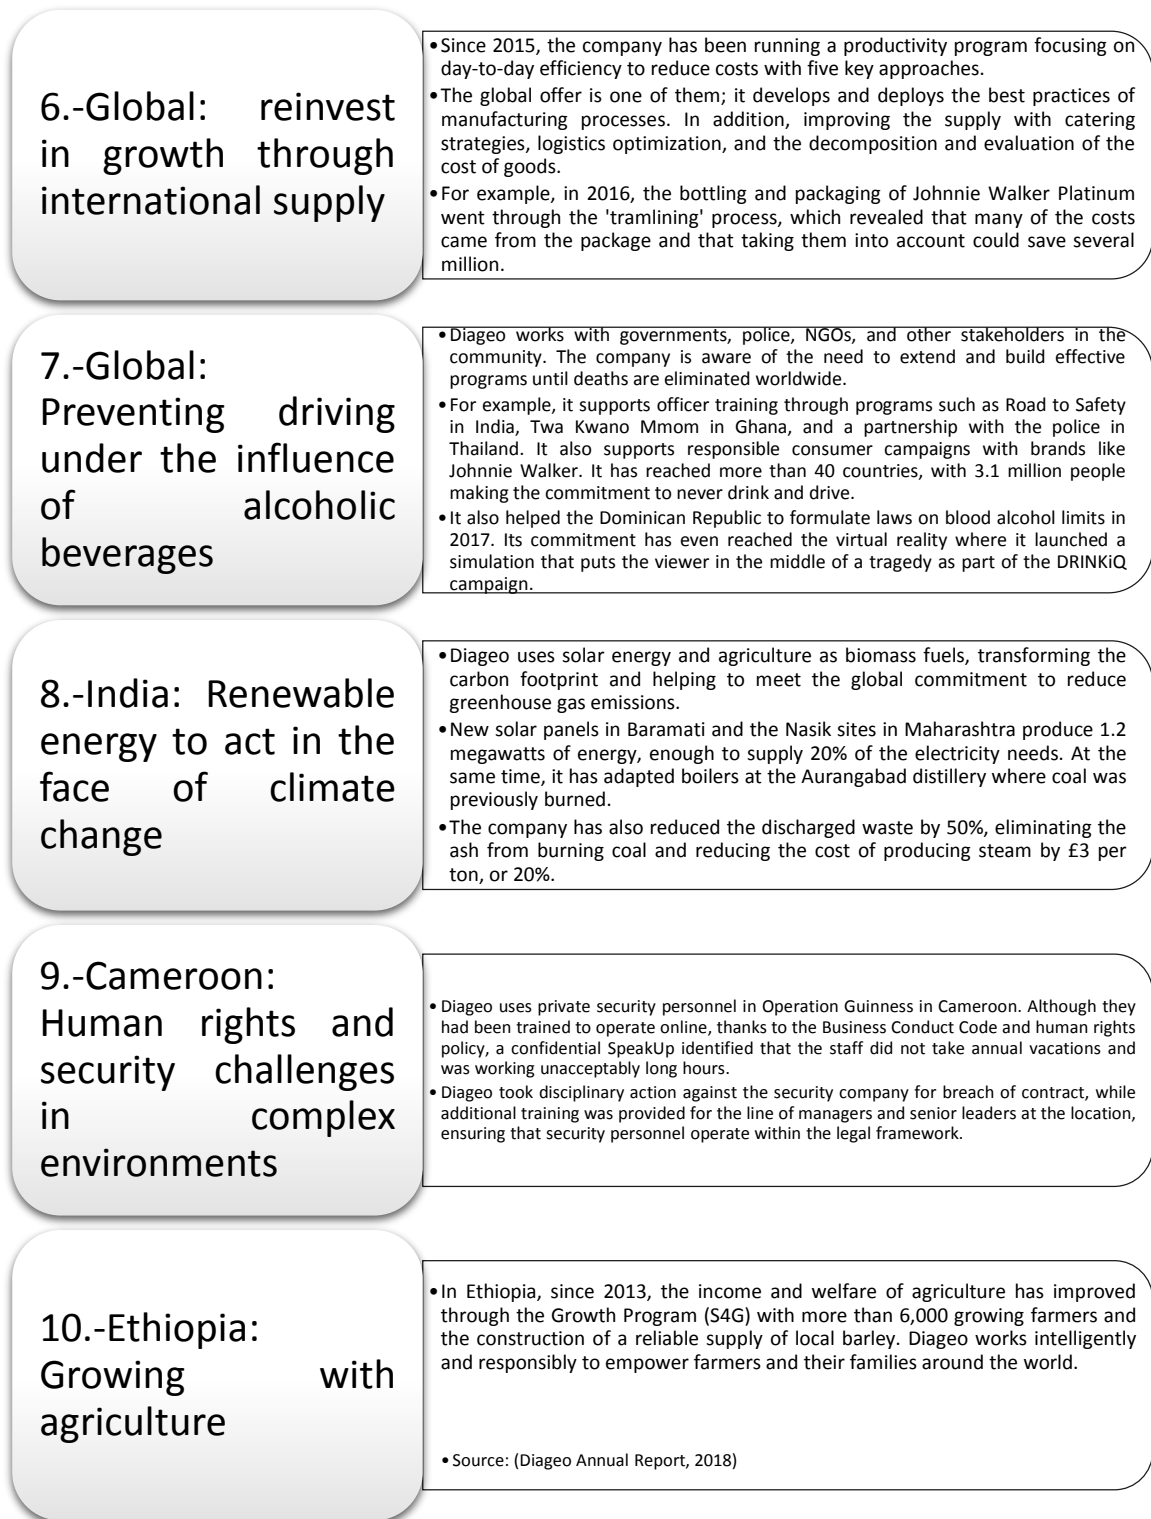 6.-Global: reinvest
in growth through
international supply
•Since 2015, the company has been running a productivity program focusing on
day-to-day efficiency to reduce costs with five key approaches.
•The global offer is one of them; it develops and deploys the best practices of
manufacturing processes. In addition, improving the supply with catering
strategies, logistics optimization, and the decomposition and evaluation of the
cost of goods.
•For example, in 2016, the bottling and packaging of Johnnie Walker Platinum
went through the 'tramlining' process, which revealed that many of the costs
came from the package and that taking them into account could save several
million.
7.-Global:
Preventing driving
under the influence
of alcoholic
beverages
•Diageo works with governments, police, NGOs, and other stakeholders in the
community. The company is aware of the need to extend and build effective
programs until deaths are eliminated worldwide.
•For example, it supports officer training through programs such as Road to Safety
in India, Twa Kwano Mmom in Ghana, and a partnership with the police in
Thailand. It also supports responsible consumer campaigns with brands like
Johnnie Walker. It has reached more than 40 countries, with 3.1 million people
making the commitment to never drink and drive.
•It also helped the Dominican Republic to formulate laws on blood alcohol limits in
2017. Its commitment has even reached the virtual reality where it launched a
simulation that puts the viewer in the middle of a tragedy as part of the DRINKiQ
campaign.
8.-India: Renewable
energy to act in the
face of climate
change
•Diageo uses solar energy and agriculture as biomass fuels, transforming the
carbon footprint and helping to meet the global commitment to reduce
greenhouse gas emissions.
•New solar panels in Baramati and the Nasik sites in Maharashtra produce 1.2
megawatts of energy, enough to supply 20% of the electricity needs. At the
same time, it has adapted boilers at the Aurangabad distillery where coal was
previously burned.
•The company has also reduced the discharged waste by 50%, eliminating the
ash from burning coal and reducing the cost of producing steam by £3 per
ton, or 20%.
9.-Cameroon:
Human rights and
security challenges
in complex
environments
•Diageo uses private security personnel in Operation Guinness in Cameroon. Although they
had been trained to operate online, thanks to the Business Conduct Code and human rights
policy, a confidential SpeakUp identified that the staff did not take annual vacations and
was working unacceptably long hours.
•Diageo took disciplinary action against the security company for breach of contract, while
additional training was provided for the line of managers and senior leaders at the location,
ensuring that security personnel operate within the legal framework.
10.-Ethiopia:
Growing with
agriculture
•In Ethiopia, since 2013, the income and welfare of agriculture has improved
through the Growth Program (S4G) with more than 6,000 growing farmers and
the construction of a reliable supply of local barley. Diageo works intelligently
and responsibly to empower farmers and their families around the world.
•Source: (Diageo Annual Report, 2018)